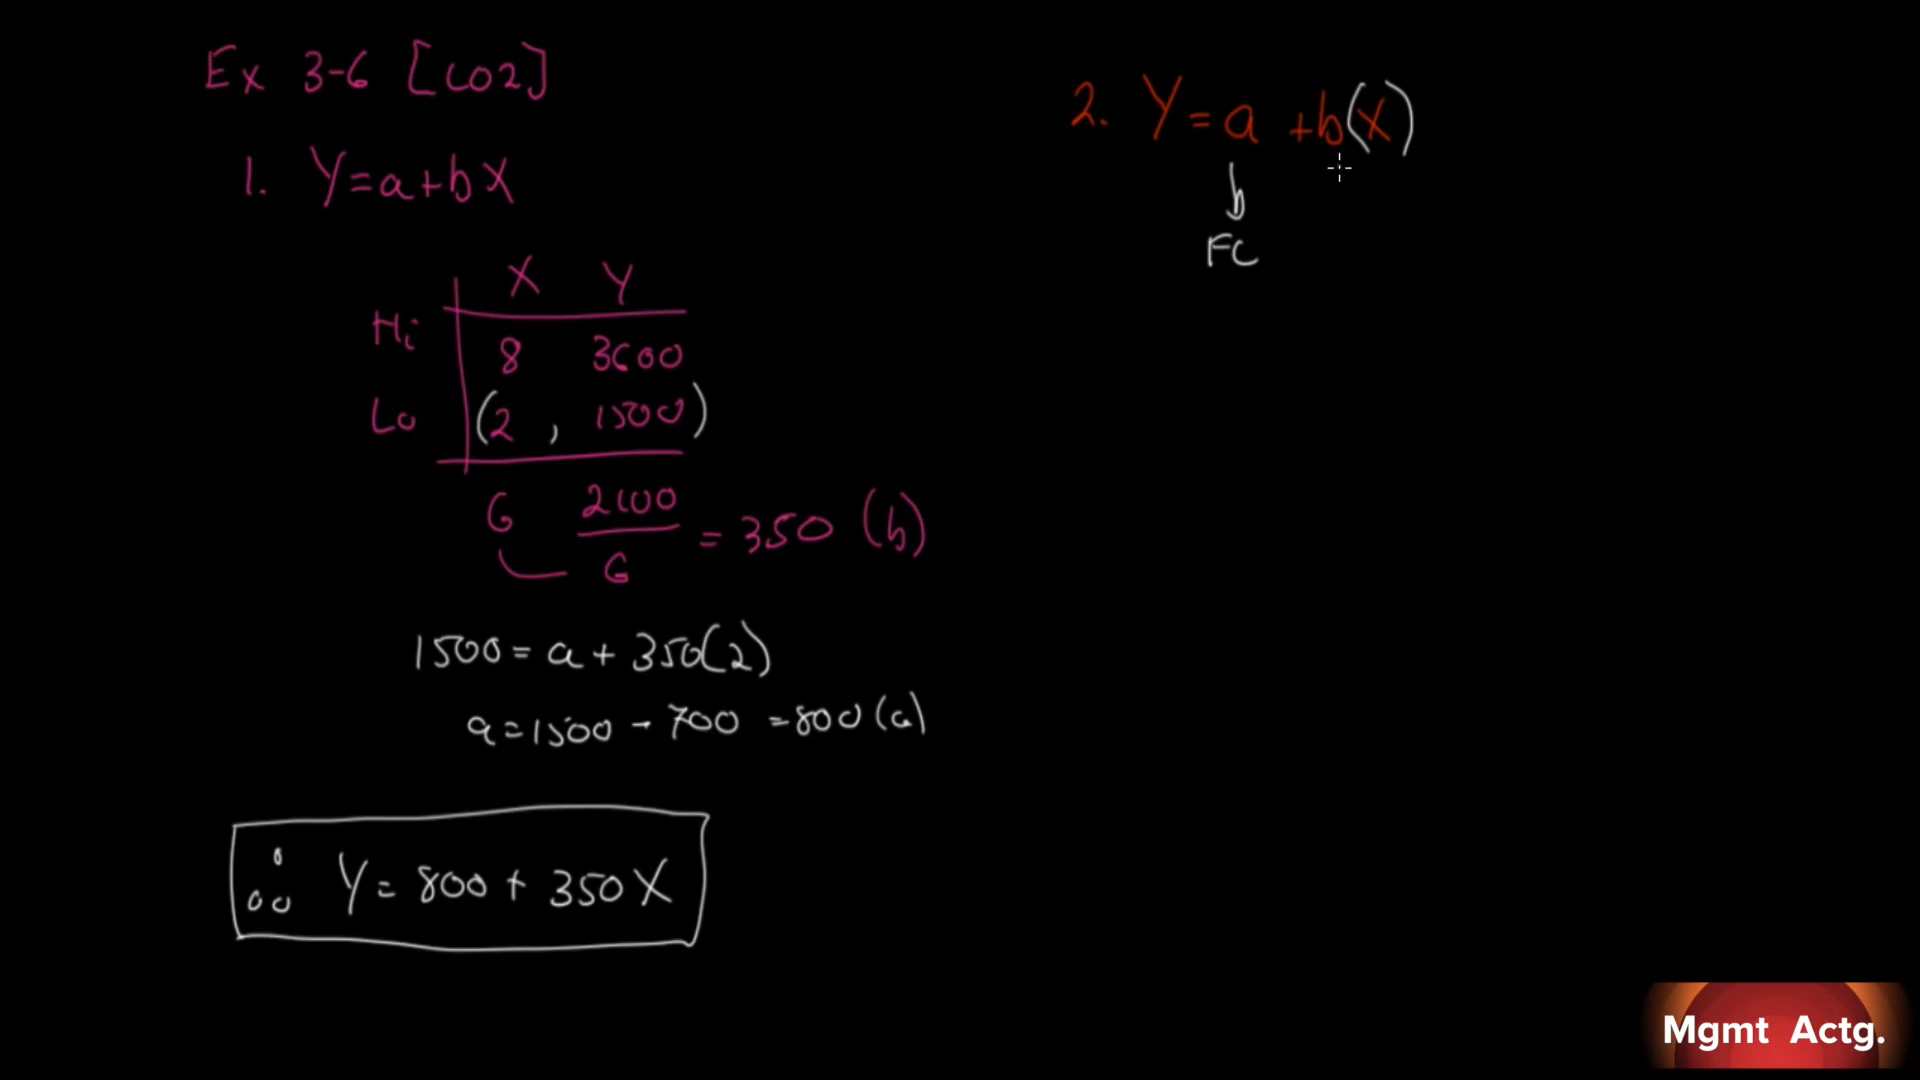 Ex 3-6 [CO2]
1. Y=a+bX
X Y
Hi 8 3600
Lo (2 , 1500)
6 2100
6 = 350 (b)
1500 = a + 350(2)
a = 1500 - 700 = 800 (a)
∴ Y = 800 + 350X
2. Y = a + b(X)
FC
Mgmt Actg.